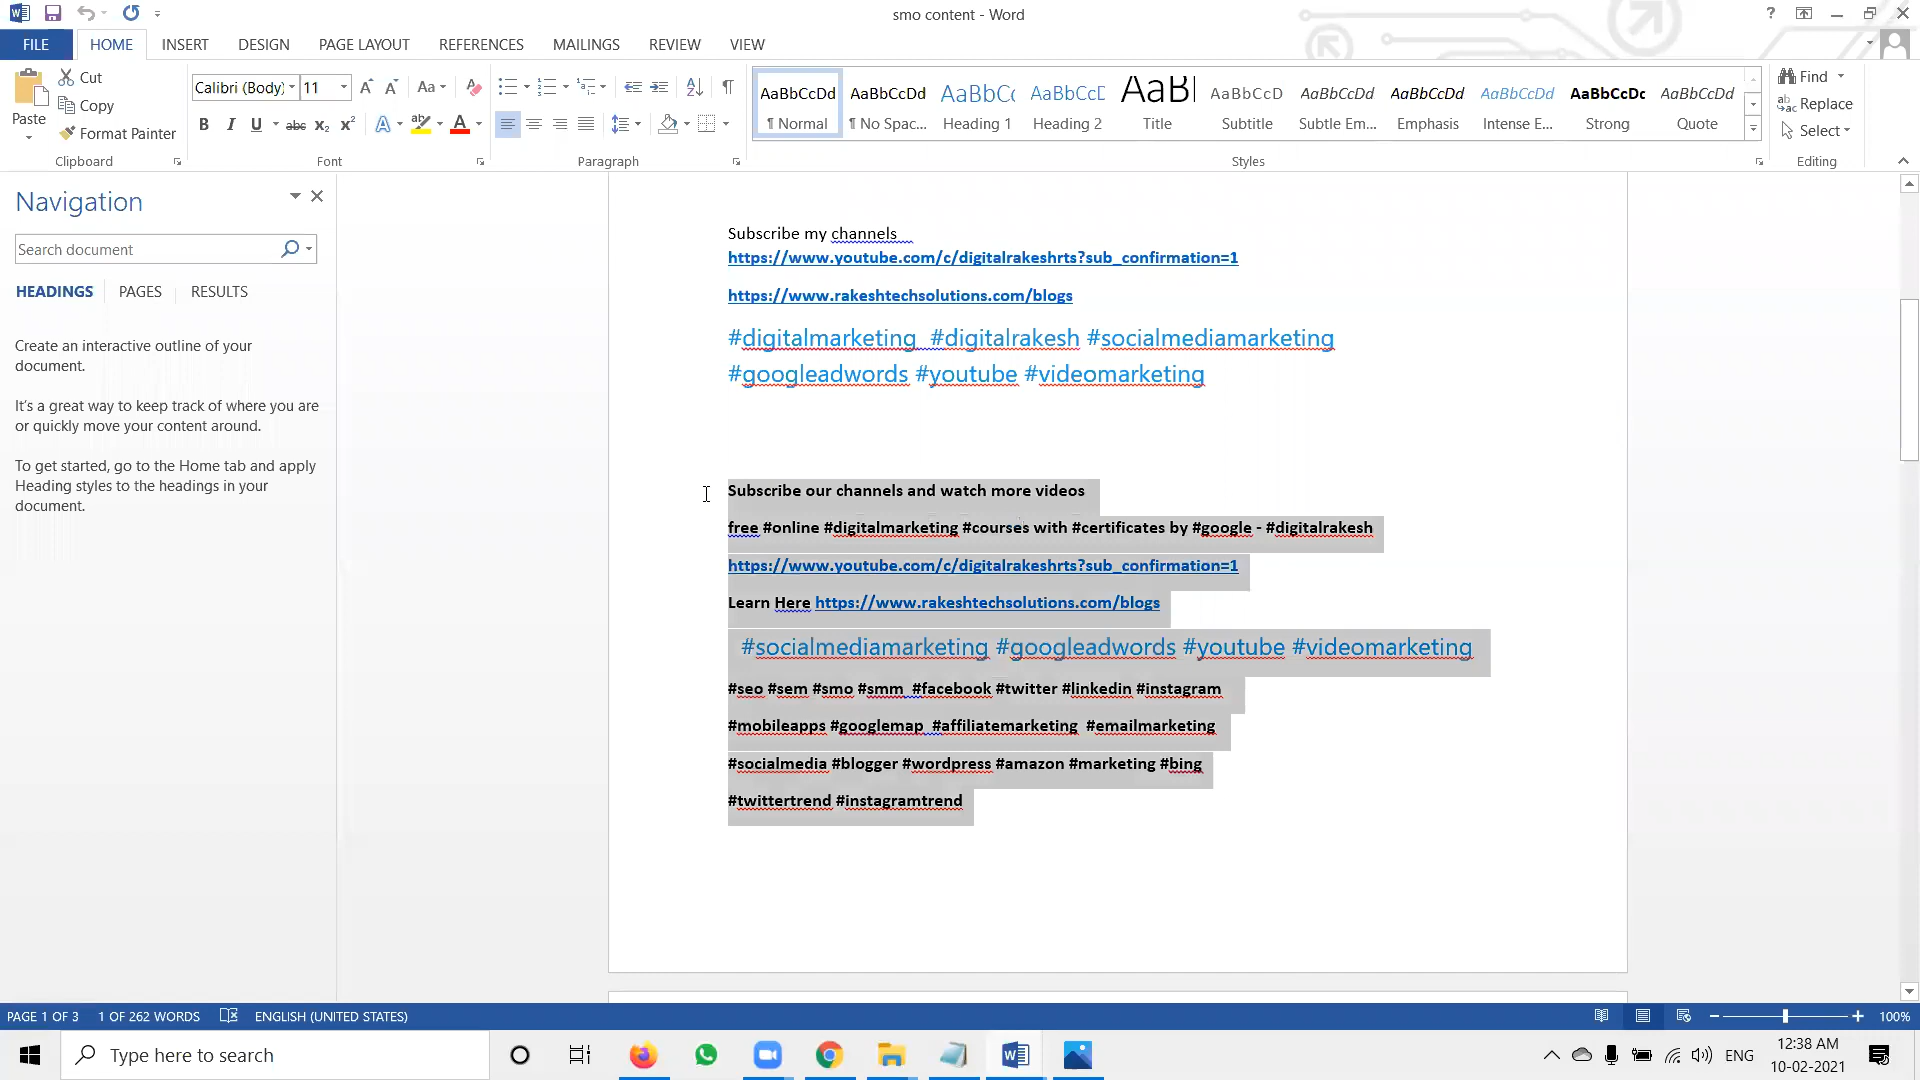 smo content - Word
FILE HOME INSERT DESIGN PAGE LAYOUT REFERENCES MAILINGS REVIEW VIEW
Paste
Cut
Copy
Format Painter
Clipboard
Calibri (Body) 11
Font
Paragraph
AaBbCcDd AaBbCcDd AaBbCc AaBbCcC AaBl AaBbCcD AaBbCcDd AaBbCcDd AaBbCcDd AaBbCcDc AaBbCcDd
¶ Normal ¶ No Spac... Heading 1 Heading 2 Title Subtitle Subtle Em... Emphasis Intense E... Strong Quote
Styles
Find
Replace
Select
Editing
Navigation
Search document
HEADINGS PAGES RESULTS
Create an interactive outline of your
document.
It's a great way to keep track of where you are
or quickly move your content around.
To get started, go to the Home tab and apply
Heading styles to the headings in your
document.
Subscribe my channels
https://www.youtube.com/c/digitalrakeshrts?sub_confirmation=1
https://www.rakeshtechsolutions.com/blogs
#digitalmarketing #digitalrakesh #socialmediamarketing
#googleadwords #youtube #videomarketing
Subscribe our channels and watch more videos
free #online #digitalmarketing #courses with #certificates by #google - #digitalrakesh
https://www.youtube.com/c/digitalrakeshrts?sub_confirmation=1
Learn Here https://www.rakeshtechsolutions.com/blogs
#socialmediamarketing #googleadwords #youtube #videomarketing
#seo #sem #smo #smm #facebook #twitter #linkedin #instagram
#mobileapps #googlemap #affiliatemarketing #emailmarketing
#socialmedia #blogger #wordpress #amazon #marketing #bing
#twittertrend #instagramtrend
PAGE 1 OF 3 1 OF 262 WORDS ENGLISH (UNITED STATES) 100%
Type here to search
ENG
12:38 AM
10-02-2021